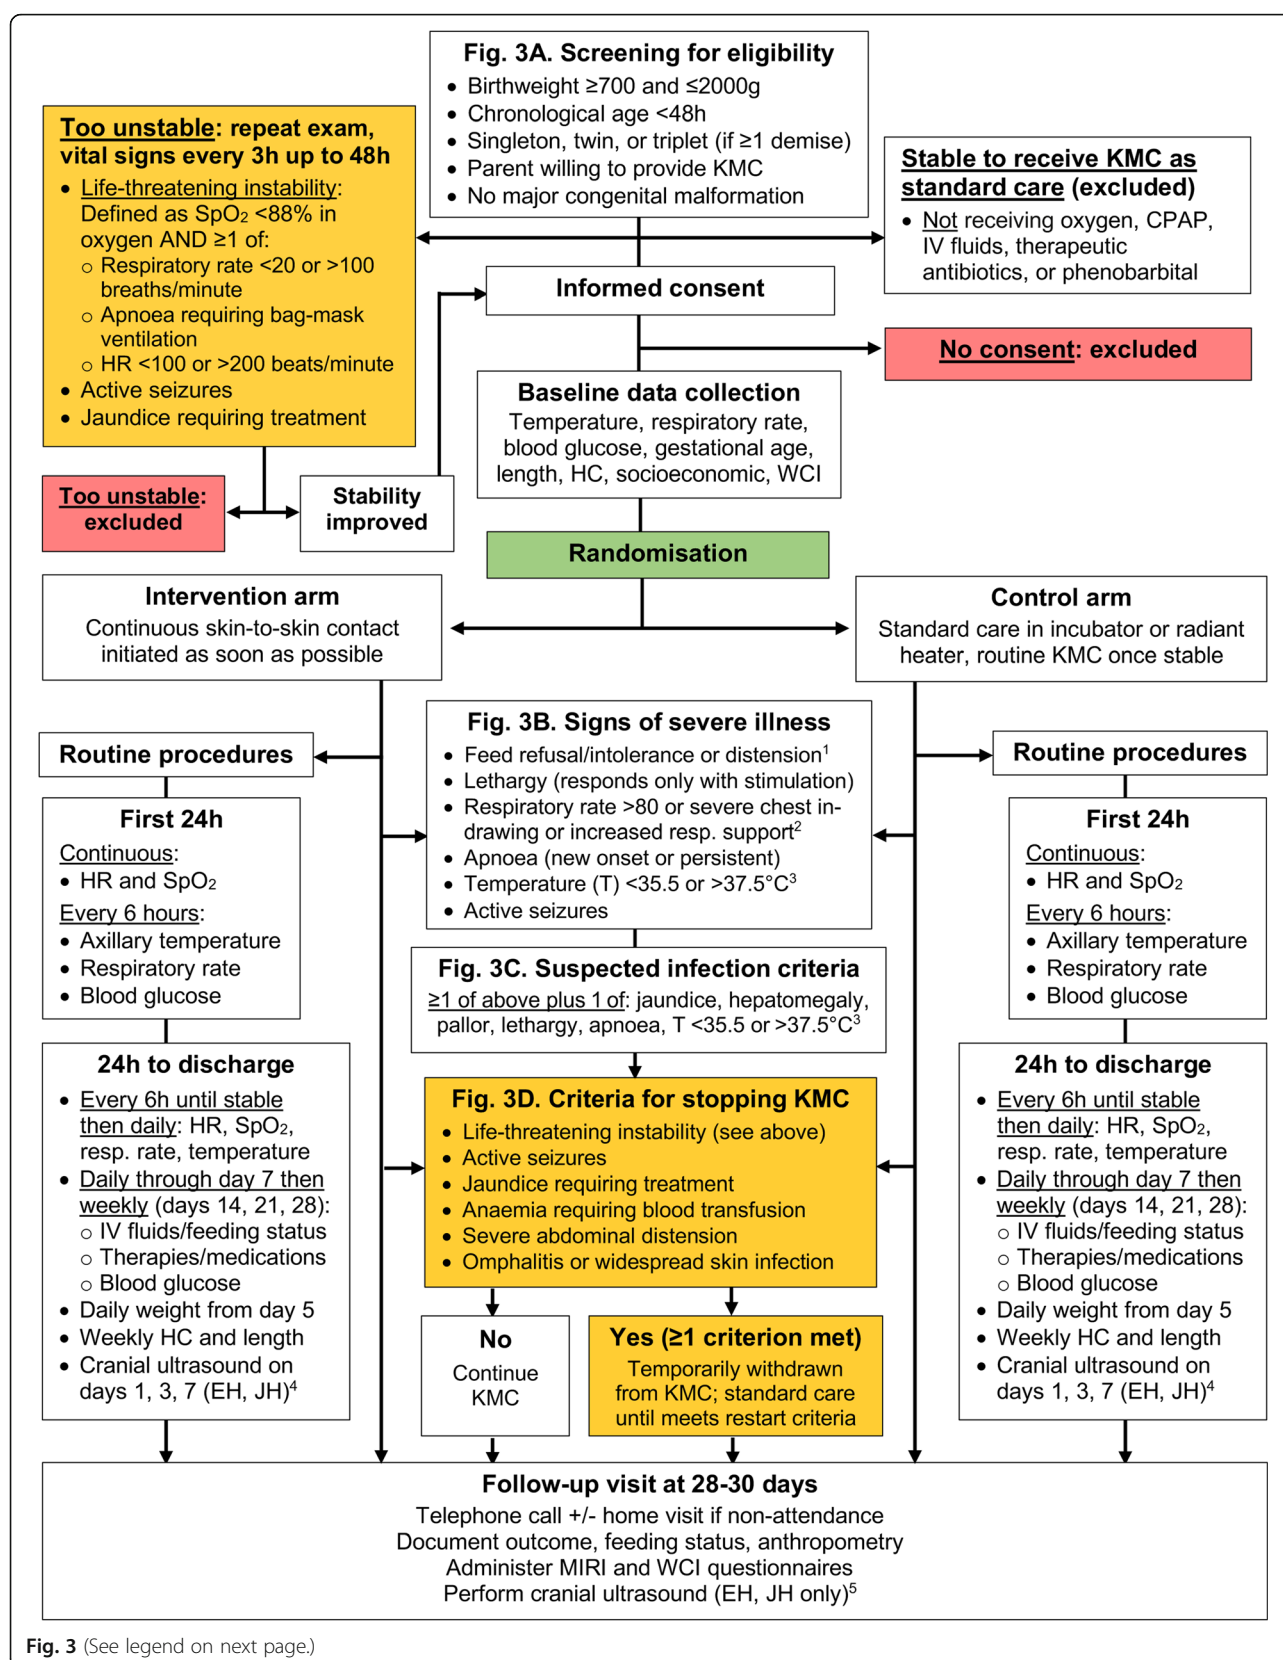 Fig. 3A. Screening for eligibility
• Birthweight ≥700 and ≤2000g
• Chronological age <48h
• Singleton, twin, or triplet (if ≥1 demise)
• Parent willing to provide KMC
• No major congenital malformation
Too unstable: repeat exam,
vital signs every 3h up to 48h
• Life-threatening instability:
Defined as SpO₂ <88% in
oxygen AND ≥1 of:
o Respiratory rate <20 or >100
breaths/minute
o Apnoea requiring bag-mask
ventilation
o HR <100 or >200 beats/minute
• Active seizures
• Jaundice requiring treatment
Stable to receive KMC as
standard care (excluded)
• Not receiving oxygen, CPAP,
IV fluids, therapeutic
antibiotics, or phenobarbital
Informed consent
No consent: excluded
Baseline data collection
Temperature, respiratory rate,
blood glucose, gestational age,
length, HC, socioeconomic, WCI
Too unstable:
excluded
Stability
improved
Randomisation
Intervention arm
Continuous skin-to-skin contact
initiated as soon as possible
Control arm
Standard care in incubator or radiant
heater, routine KMC once stable
Routine procedures
First 24h
Continuous:
• HR and SpO₂
Every 6 hours:
• Axillary temperature
• Respiratory rate
• Blood glucose
24h to discharge
• Every 6h until stable
then daily: HR, SpO₂,
resp. rate, temperature
• Daily through day 7 then
weekly (days 14, 21, 28):
o IV fluids/feeding status
o Therapies/medications
o Blood glucose
• Daily weight from day 5
• Weekly HC and length
• Cranial ultrasound on
days 1, 3, 7 (EH, JH)⁴
Fig. 3B. Signs of severe illness
• Feed refusal/intolerance or distension¹
• Lethargy (responds only with stimulation)
• Respiratory rate >80 or severe chest in-
drawing or increased resp. support²
• Apnoea (new onset or persistent)
• Temperature (T) <35.5 or >37.5°C³
• Active seizures
Fig. 3C. Suspected infection criteria
≥1 of above plus 1 of: jaundice, hepatomegaly,
pallor, lethargy, apnoea, T <35.5 or >37.5°C³
Fig. 3D. Criteria for stopping KMC
• Life-threatening instability (see above)
• Active seizures
• Jaundice requiring treatment
• Anaemia requiring blood transfusion
• Severe abdominal distension
• Omphalitis or widespread skin infection
No
Continue
KMC
Yes (≥1 criterion met)
Temporarily withdrawn
from KMC; standard care
until meets restart criteria
Routine procedures
First 24h
Continuous:
• HR and SpO₂
Every 6 hours:
• Axillary temperature
• Respiratory rate
• Blood glucose
24h to discharge
• Every 6h until stable
then daily: HR, SpO₂,
resp. rate, temperature
• Daily through day 7 then
weekly (days 14, 21, 28):
o IV fluids/feeding status
o Therapies/medications
o Blood glucose
• Daily weight from day 5
• Weekly HC and length
• Cranial ultrasound on
days 1, 3, 7 (EH, JH)⁴
Follow-up visit at 28-30 days
Telephone call +/- home visit if non-attendance
Document outcome, feeding status, anthropometry
Administer MIRI and WCI questionnaires
Perform cranial ultrasound (EH, JH only)⁵
Fig. 3 (See legend on next page.)